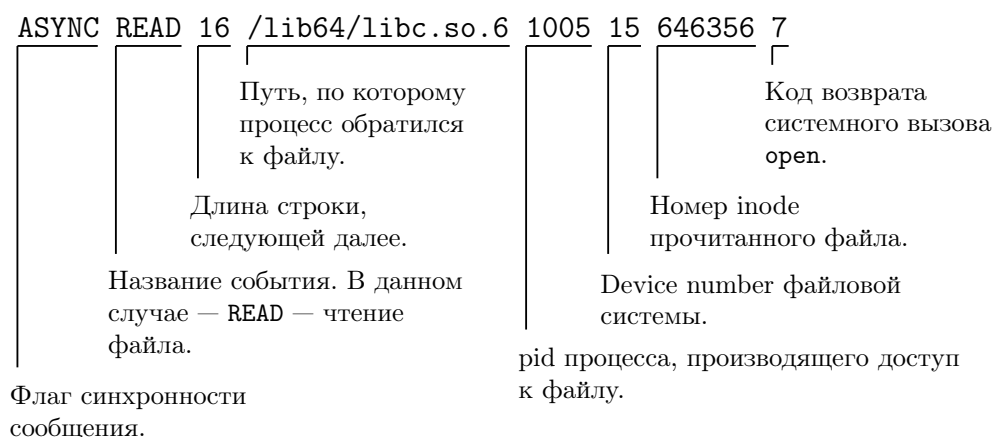 ASYNC READ 16 /lib64/libc.so.6 1005 15 646356 7
Путь, по которому
процесс обратился
к файлу.
Код возврата
системного вызова
open.
Длина строки,
следующей далее.
Номер inode
прочитанного файла.
Название события. В данном
случае — READ — чтение
файла.
Device number файловой
системы.
pid процесса, производящего доступ
к файлу.
Флаг синхронности
сообщения.